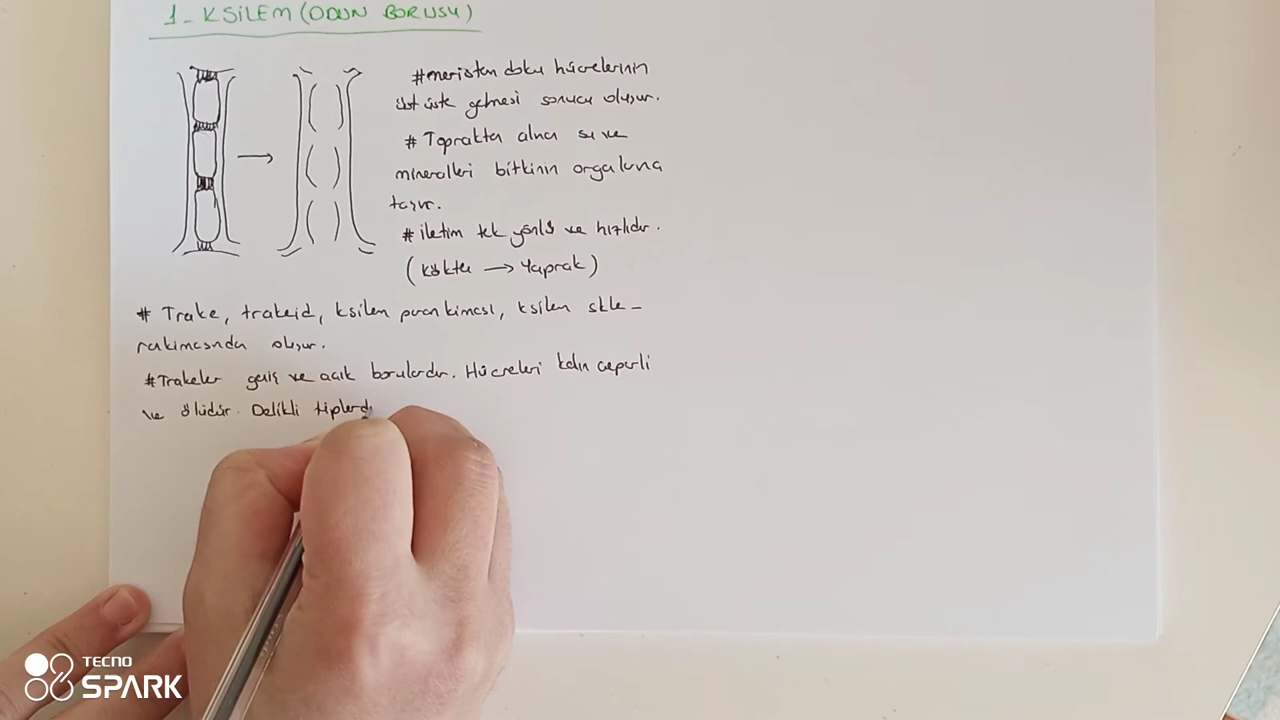 1- KSİLEM (ODUN BORUSU)
#meristem doku hücrelerinin
üst üste gelmesi sonucu oluşur.
# Topraktan alınan su ve
mineralleri bitkinin organlarına
taşır.
# iletim tek yönlü ve hızlıdır.
(Kökten → Yaprak)
# Trake, trakeid, ksilem parankiması, ksilem skle-
rankimasından oluşur.
#Trakeler geniş ve açık borulardır. Hücreleri kalın çeperli
ve ölüdür. Delikli tiplerd
TECNO
SPARK